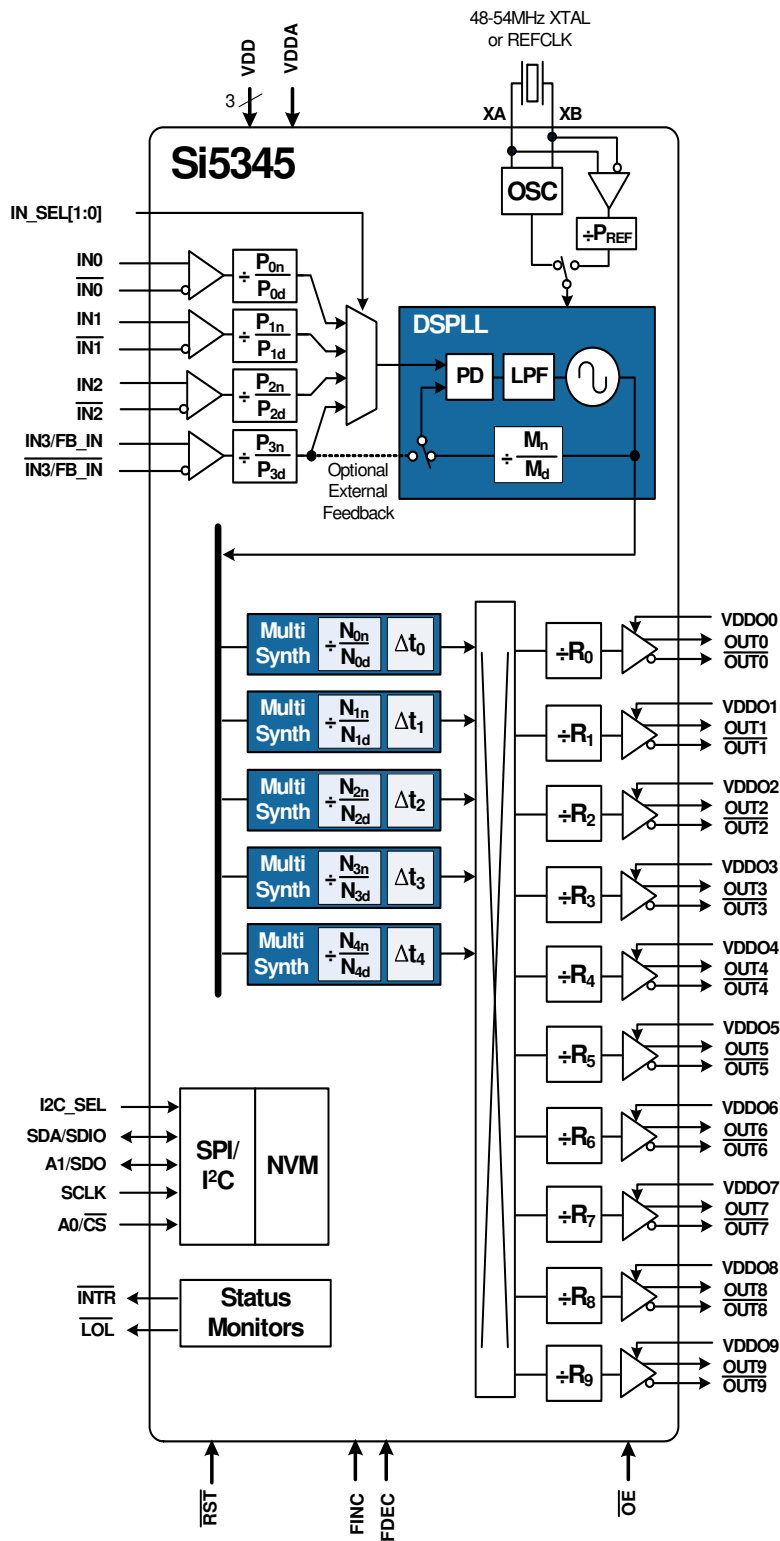 48-54MHz XTAL
or REFCLK
VDD
VDDA
3
XA
XB
Si5345
OSC
÷PREF
IN_SEL[1:0]
IN0
IN0
÷ P0n
P0d
IN1
IN1
÷ P1n
P1d
IN2
IN2
÷ P2n
P2d
IN3/FB_IN
IN3/FB_IN
÷ P3n
P3d
DSPLL
PD
LPF
÷ Mn
Md
Optional
External
Feedback
Multi
Synth
÷ N0n
N0d
Δt0
Multi
Synth
÷ N1n
N1d
Δt1
Multi
Synth
÷ N2n
N2d
Δt2
Multi
Synth
÷ N3n
N3d
Δt3
Multi
Synth
÷ N4n
N4d
Δt4
÷R0
VDDO0
OUT0
OUT0
÷R1
VDDO1
OUT1
OUT1
÷R2
VDDO2
OUT2
OUT2
÷R3
VDDO3
OUT3
OUT3
÷R4
VDDO4
OUT4
OUT4
÷R5
VDDO5
OUT5
OUT5
÷R6
VDDO6
OUT6
OUT6
÷R7
VDDO7
OUT7
OUT7
÷R8
VDDO8
OUT8
OUT8
÷R9
VDDO9
OUT9
OUT9
I2C_SEL
SDA/SDIO
A1/SDO
SCLK
A0/CS
SPI/
I²C
NVM
INTR
LOL
Status
Monitors
RST
FINC
FDEC
OE